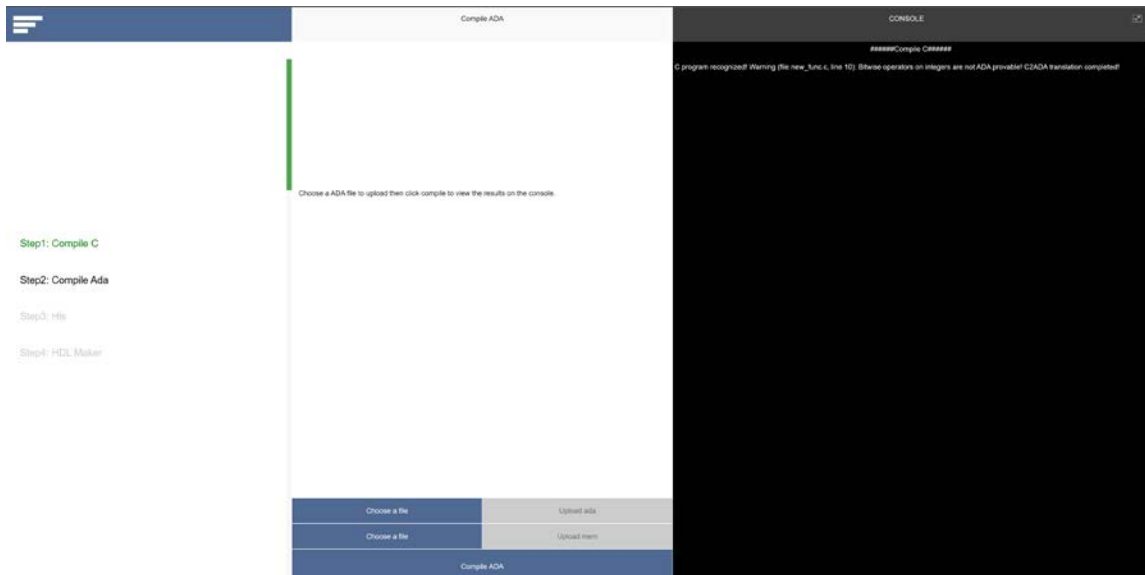 Compile ADA
CONSOLE
######Compile C######
C program recognized! Warning (file new_func.c, line 10): Bitwise operators on integers are not ADA provable! C2ADA translation completed!
Choose a ADA file to upload then click compile to view the results on the console.
Step1: Compile C
Step2: Compile Ada
Step3: Hls
Step4: HDL Maker
Choose a file
Upload ada
Choose a file
Upload mem
Compile ADA